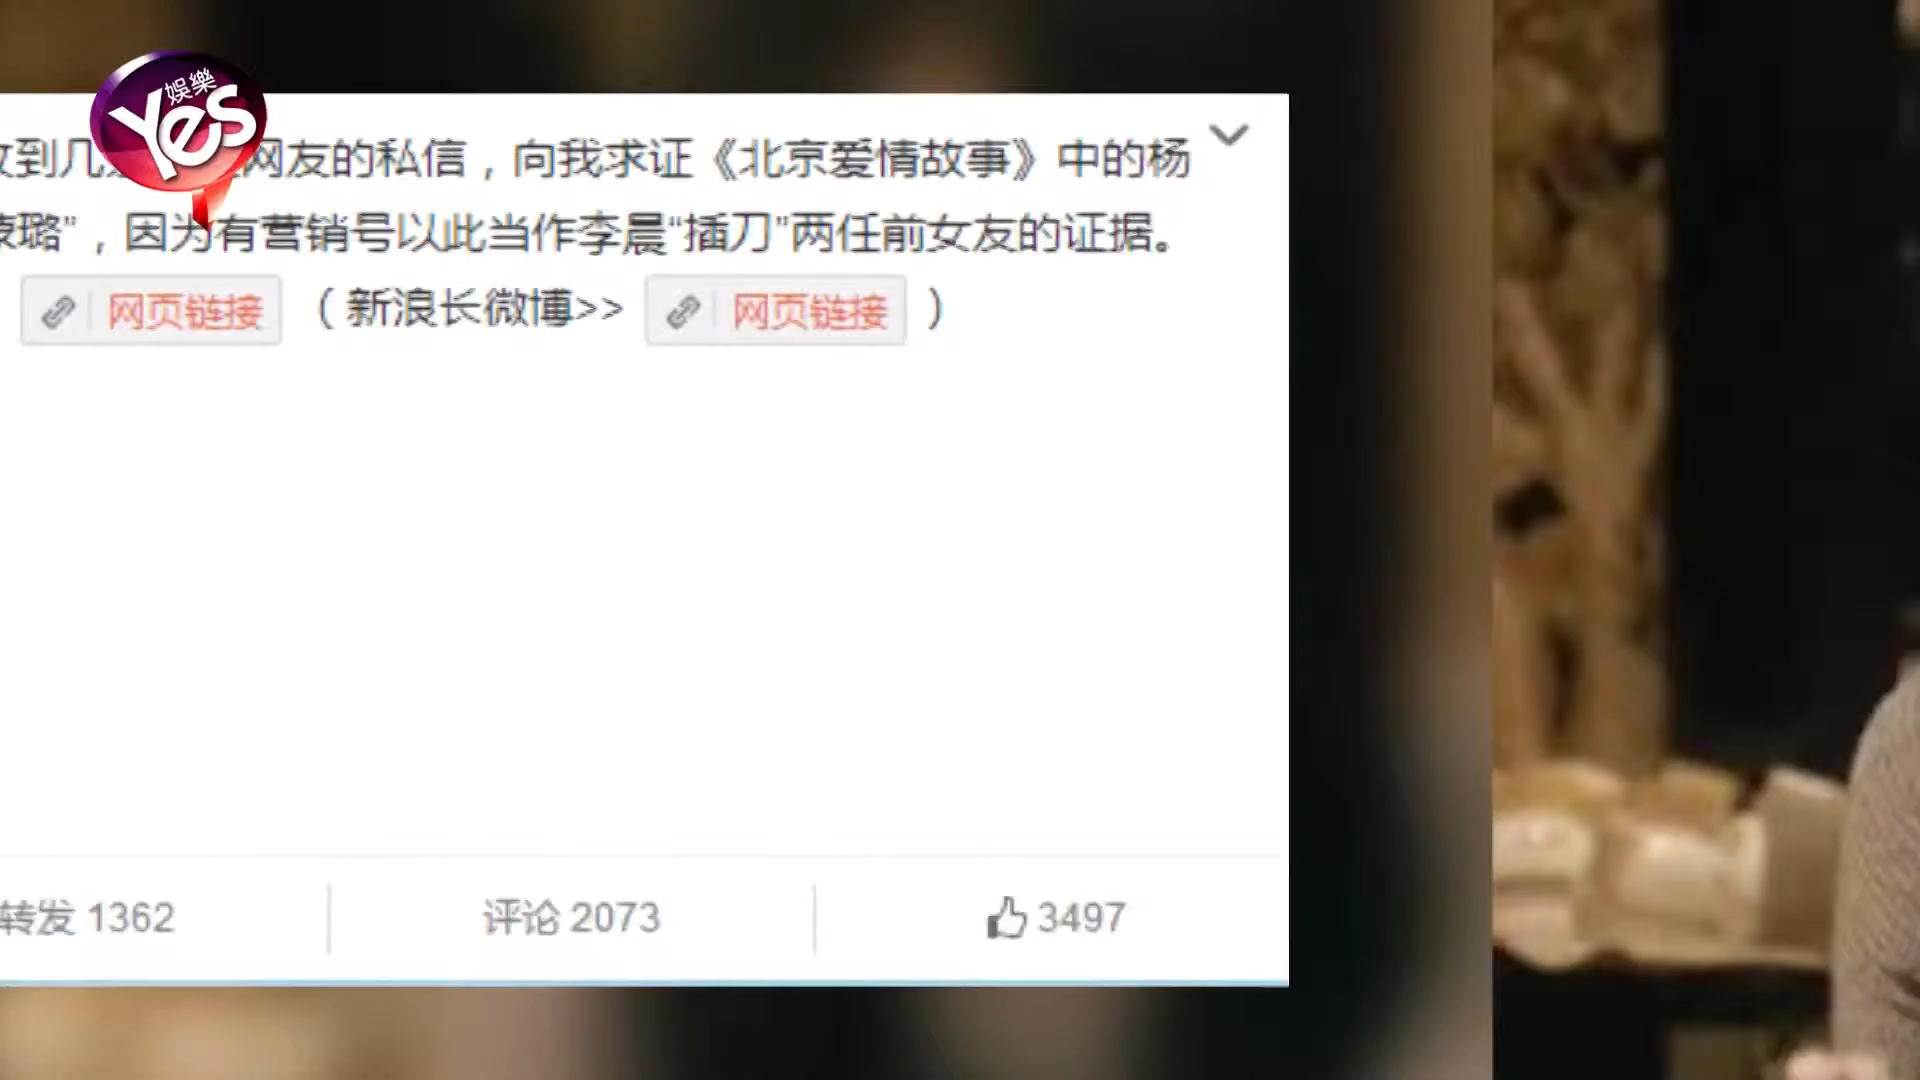 娛樂
Yes
到几 网友的私信，向我求证《北京爱情故事》中的杨
璐”，因为有营销号以此当作李晨“插刀”两任前女友的证据。
网页链接 （新浪长微博>> 网页链接 ）
转发 1362 评论 2073 3497